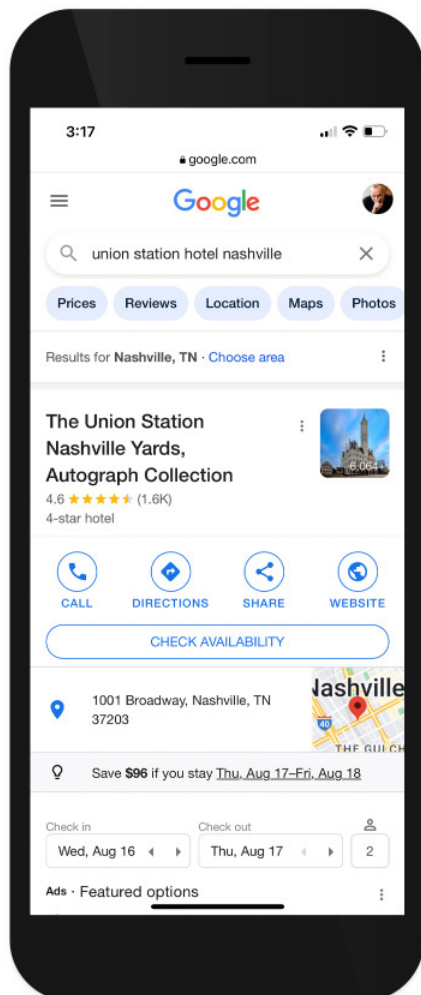 3:17
google.com
Google
union station hotel nashville
Prices Reviews Location Maps Photos
Results for Nashville, TN · Choose area
The Union Station
Nashville Yards,
Autograph Collection
6,064+
4.6 (1.6K)
4-star hotel
CALL DIRECTIONS SHARE WEBSITE
CHECK AVAILABILITY
1001 Broadway, Nashville, TN
37203
Nashville
40
THE GULCH
Save $96 if you stay Thu, Aug 17–Fri, Aug 18
Check in Check out
Wed, Aug 16 Thu, Aug 17 2
Ads · Featured options